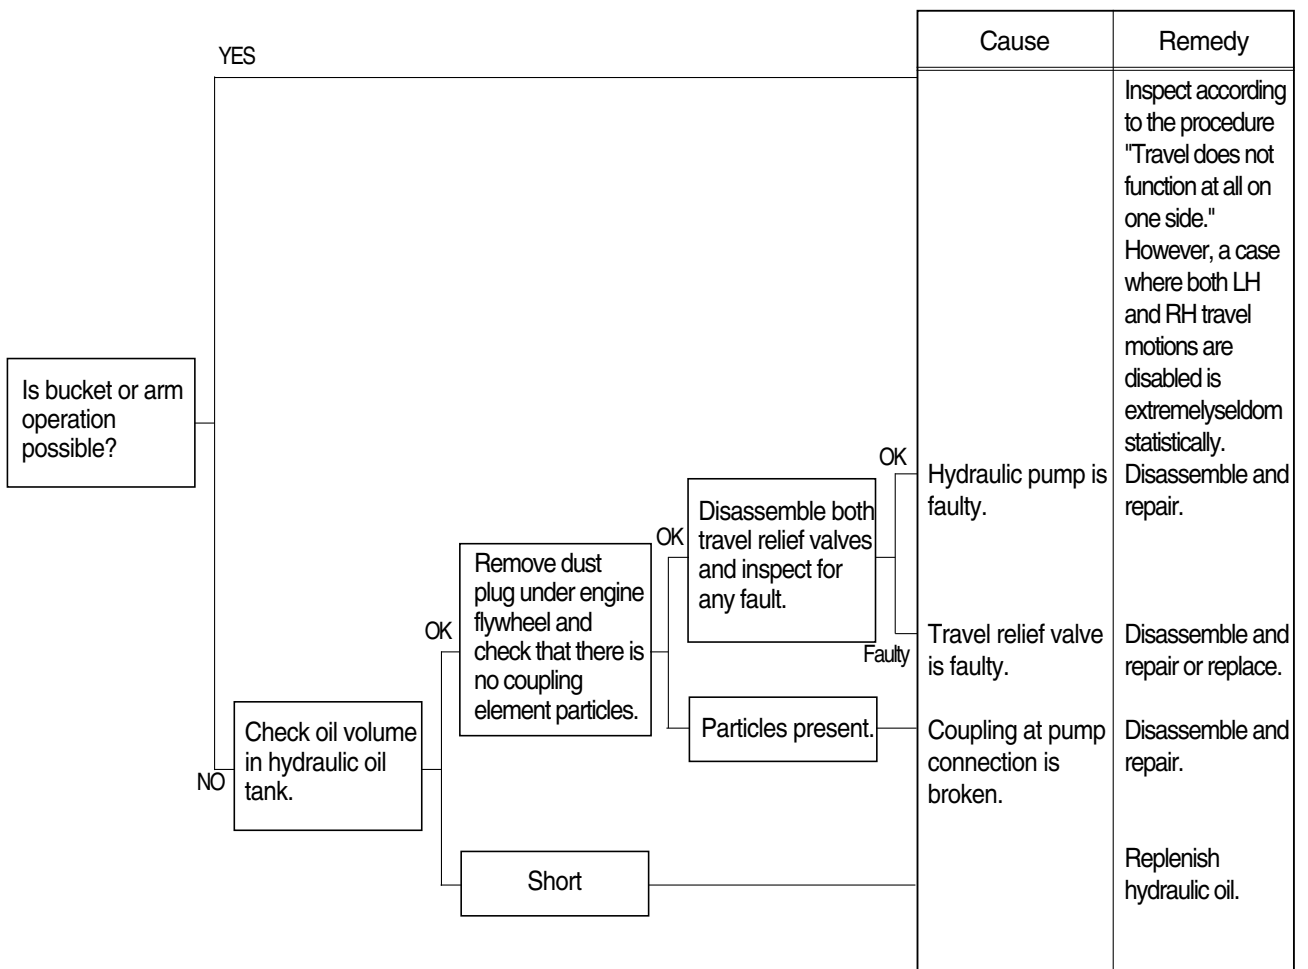 Cause
Remedy
YES
Inspect according
to the procedure
"Travel does not
function at all on
one side."
However, a case
where both LH
and RH travel
motions are
disabled is
extremelyseldom
statistically.
Is bucket or arm
operation
possible?
NO
Check oil volume
in hydraulic oil
tank.
OK
Remove dust
plug under engine
flywheel and
check that there is
no coupling
element particles.
OK
Disassemble both
travel relief valves
and inspect for
any fault.
OK
Hydraulic pump is
faulty.
Disassemble and
repair.
Faulty
Travel relief valve
is faulty.
Disassemble and
repair or replace.
Particles present.
Coupling at pump
connection is
broken.
Disassemble and
repair.
Short
Replenish
hydraulic oil.